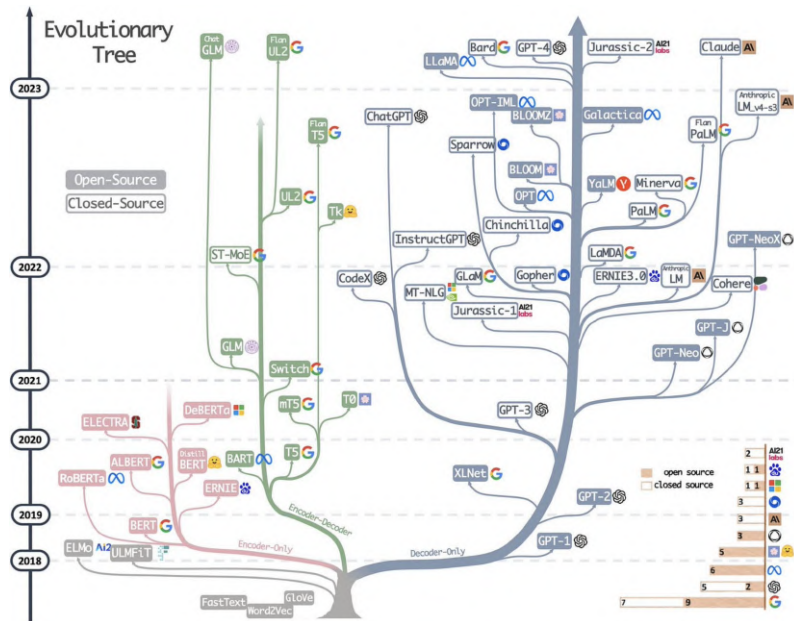 Evolutionary
Tree
Open-Source
Closed-Source
2023
2022
2021
2020
2019
2018
Chat
GLM
Flan
UL2
Flan
T5
UL2
Tk
ST-MoE
GLM
Switch
mT5
T0
BART
T5
Encoder-Decoder
ELECTRA
DeBERTa
ALBERT
Distill
BERT
RoBERTa
ERNIE
BERT
Encoder-Only
ELMo
Ai2
ULMFiT
FastText
Word2Vec
GloVe
Bard
GPT-4
Jurassic-2
AI21
labs
Claude
A\
LLaMA
Anthropic
LM_v4-s3
A\
OPT-IML
BLOOMZ
Galactica
ChatGPT
Flan
PaLM
Sparrow
BLOOM
YaLM
Y
Minerva
OPT
PaLM
Chinchilla
InstructGPT
LaMDA
GPT-NeoX
CodeX
GLaM
Gopher
ERNIE3.0
Anthropic
LM
A\
Cohere
MT-NLG
Jurassic-1
AI21
labs
GPT-J
GPT-Neo
GPT-3
XLNet
GPT-2
GPT-1
Decoder-Only
open source
closed source
2
AI21
labs
1 1
1 1
3
3
A\
3
5
6
5 2
7 9